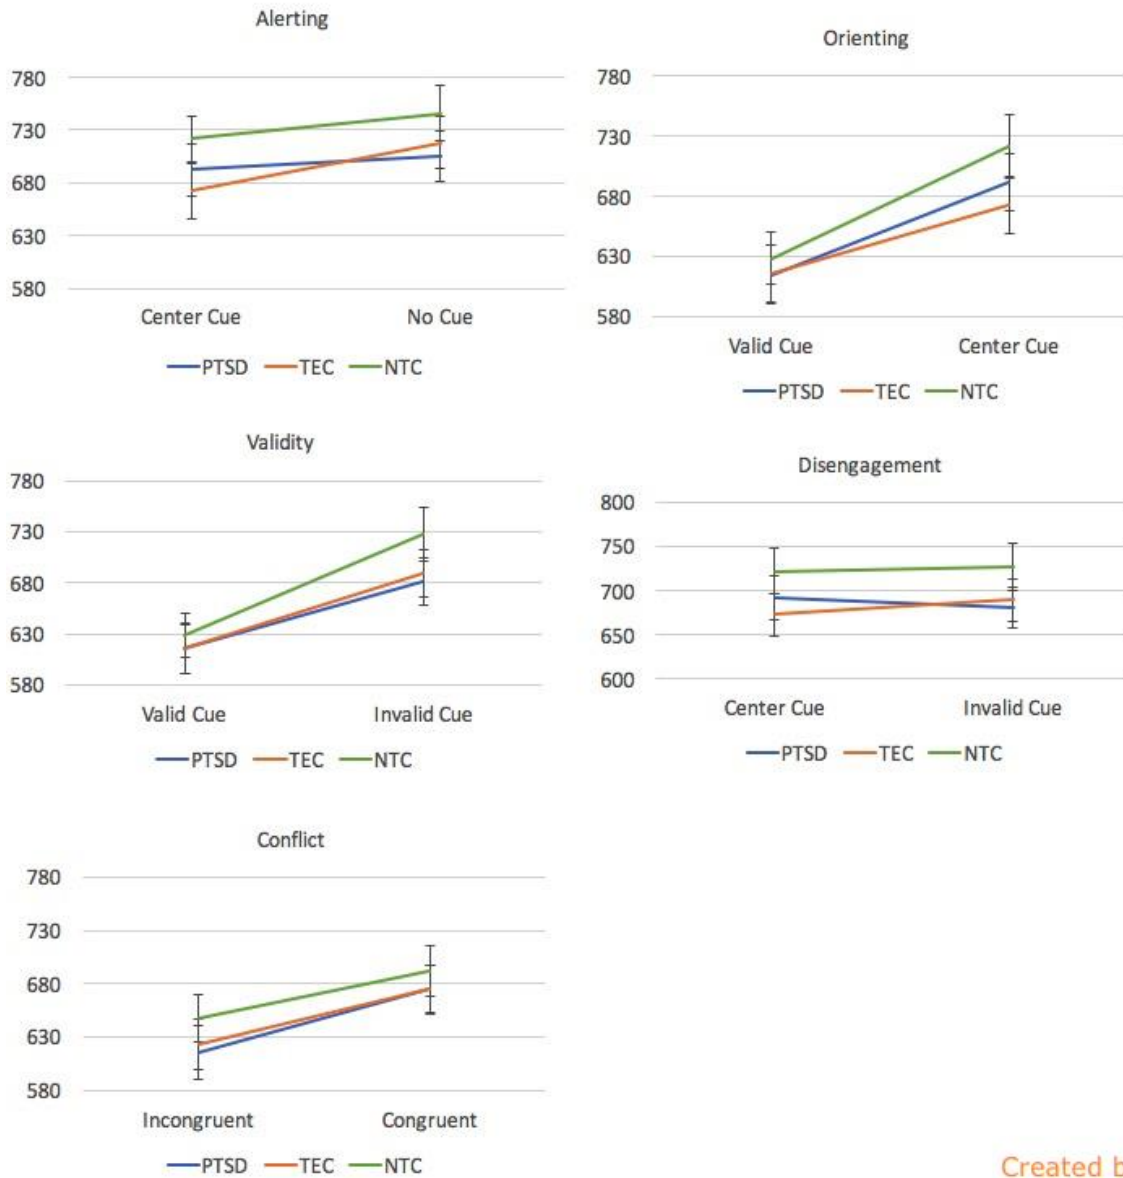 Alerting
780
730
680
630
580
Center Cue No Cue
PTSD TEC NTC
Orienting
780
730
680
630
580
Valid Cue Center Cue
PTSD TEC NTC
Validity
780
730
680
630
580
Valid Cue Invalid Cue
PTSD TEC NTC
Disengagement
800
750
700
650
600
Center Cue Invalid Cue
PTSD TEC NTC
Conflict
780
730
680
630
580
Incongruent Congruent
PTSD TEC NTC
Created b